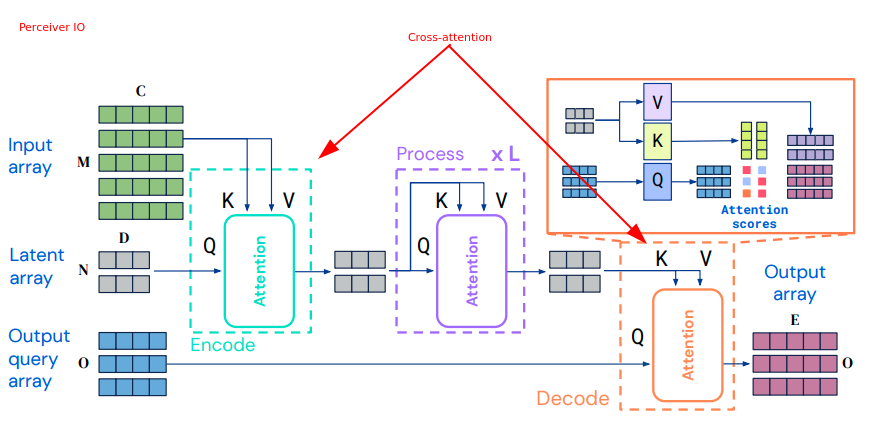 Perceiver IO
Cross-attention
C
Input
array
M
Process
x L
V
K
Q
Attention
scores
K
V
Q
Attention
Encode
K
V
Q
Attention
D
Latent
array
N
K
V
Q
Attention
Decode
Output
array
E
O
Output
query
array
O